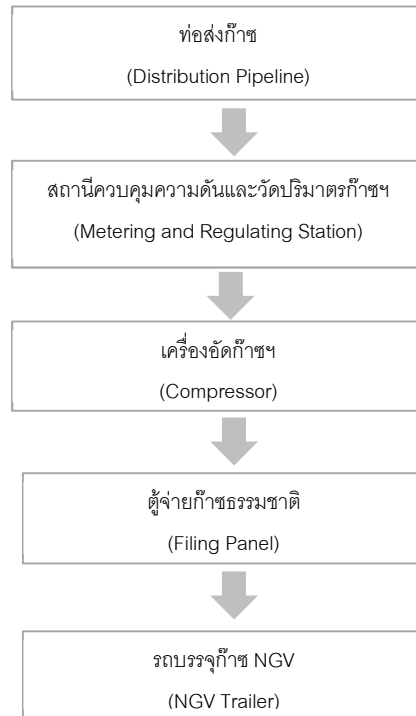 ท่อส่งก๊าซ
(Distribution Pipeline)
สถานีควบคุมความดันและวัดปริมาตรก๊าซฯ
(Metering and Regulating Station)
เครื่องอัดก๊าซฯ
(Compressor)
ตู้จ่ายก๊าซธรรมชาติ
(Filing Panel)
รถบรรจุก๊าซ NGV
(NGV Trailer)